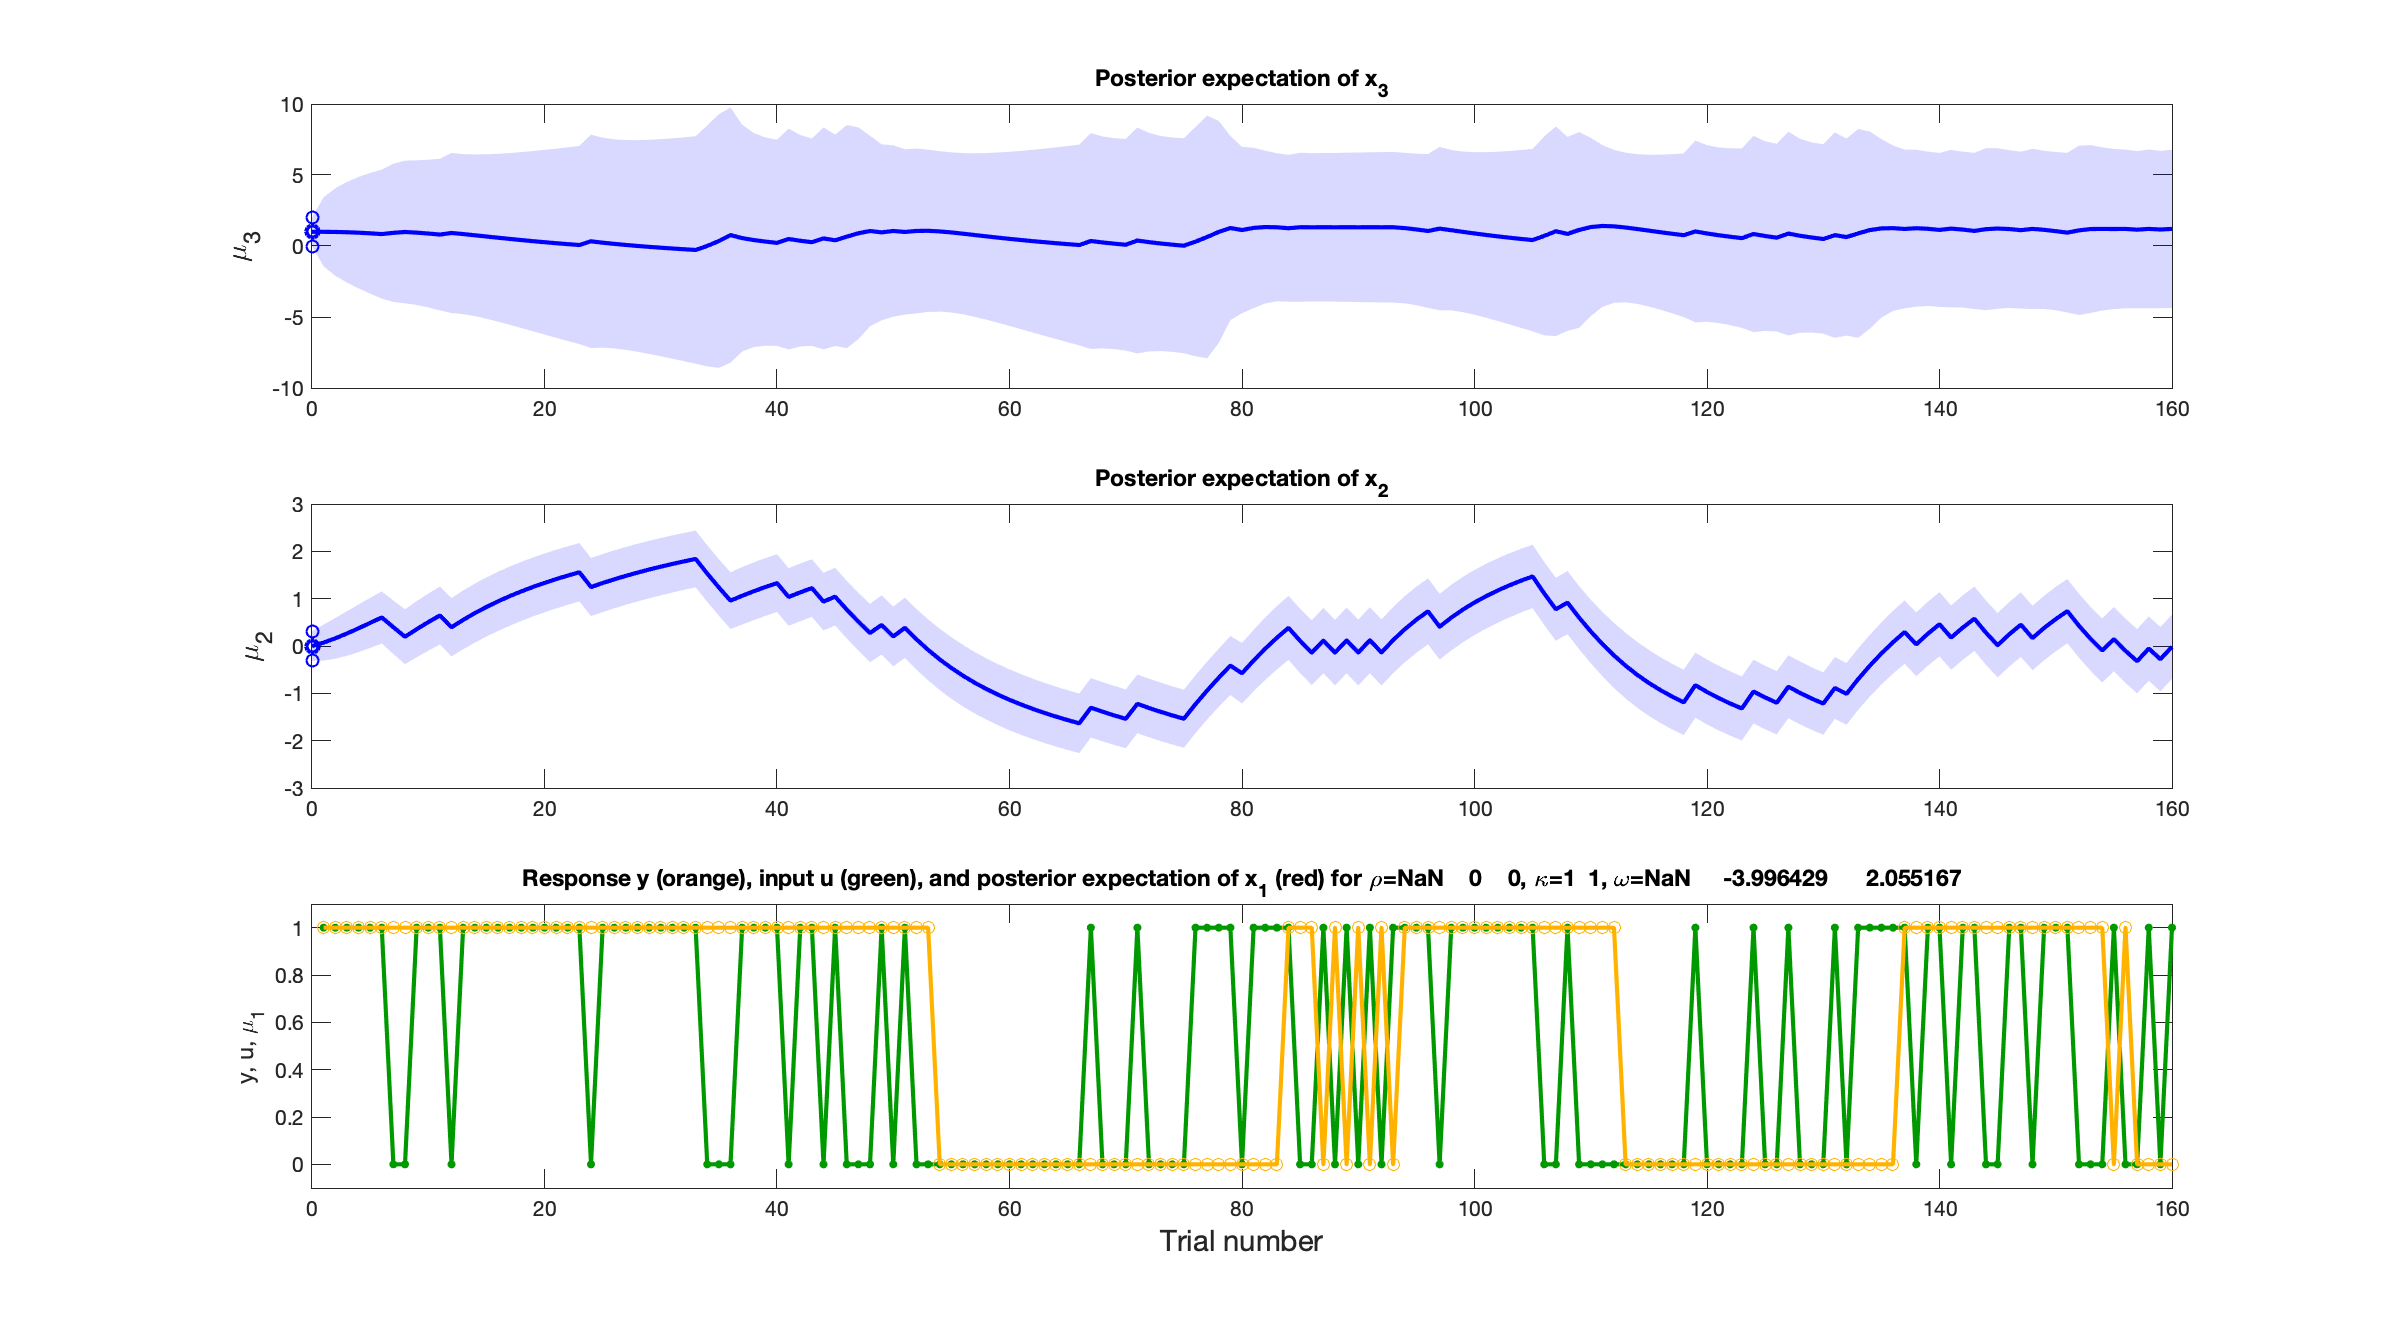 Posterior expectation of x3
10
5
0
-5
-10
μ3
0 20 40 60 80 100 120 140 160
Posterior expectation of x2
3
2
1
0
-1
-2
-3
μ2
0 20 40 60 80 100 120 140 160
Response y (orange), input u (green), and posterior expectation of x1 (red) for ρ=NaN 0 0, κ=1 1, ω=NaN -3.996429 2.055167
1
0.8
0.6
0.4
0.2
0
y, u, μ1
0 20 40 60 80 100 120 140 160
Trial number